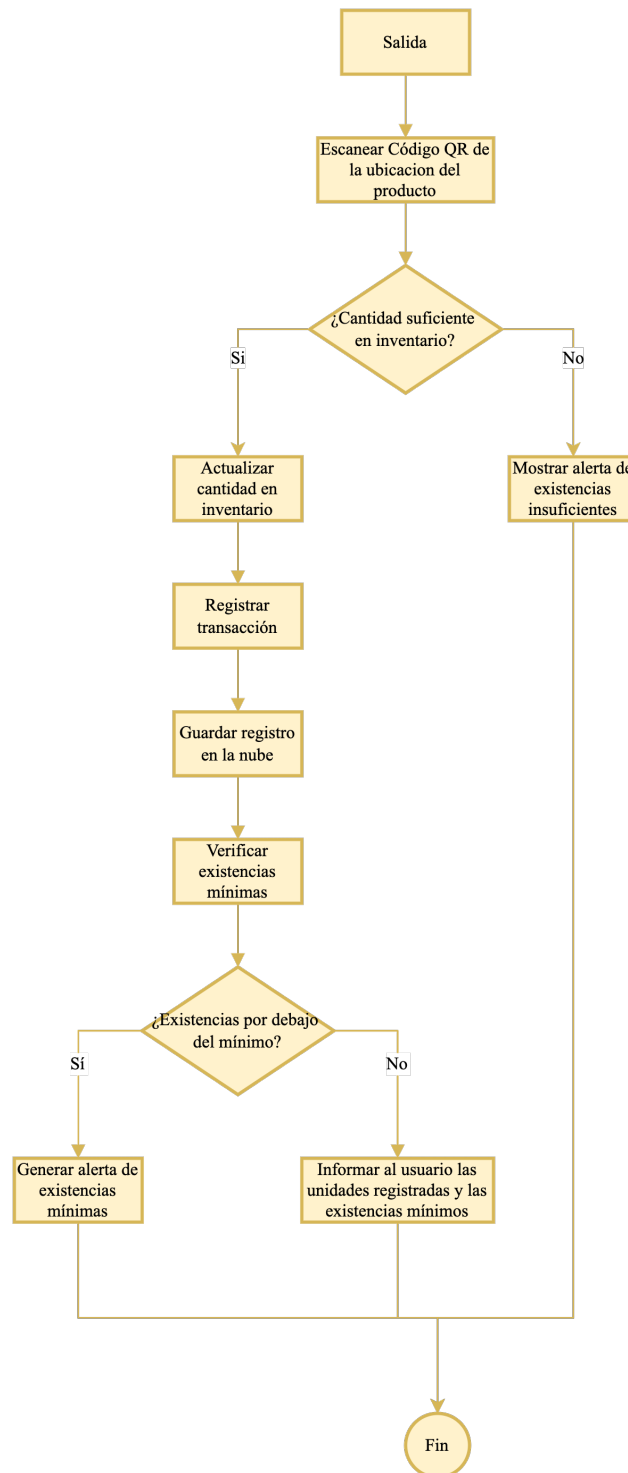 Salida
Escanear Código QR de
la ubicacion del
producto
¿Cantidad suficiente
en inventario?
Si
No
Actualizar
cantidad en
inventario
Mostrar alerta de
existencias
insuficientes
Registrar
transacción
Guardar registro
en la nube
Verificar
existencias
mínimas
¿Existencias por debajo
del mínimo?
Sí
No
Generar alerta de
existencias
mínimas
Informar al usuario las
unidades registradas y las
existencias mínimos
Fin